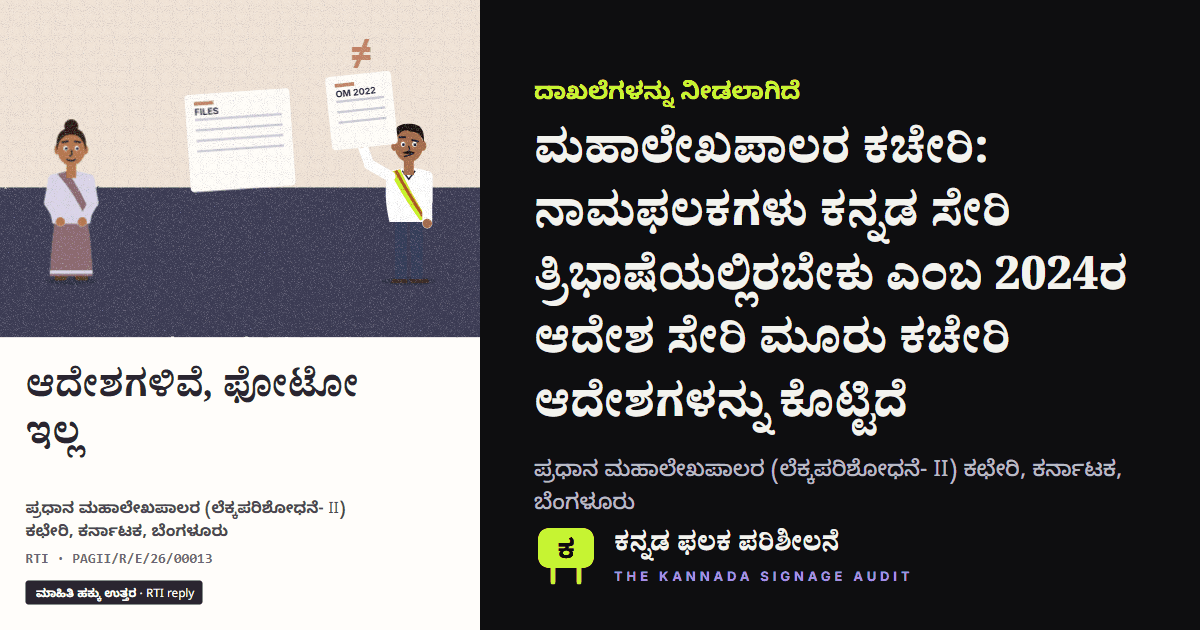 ≠
FILES
OM 2022
ಆದೇಶಗಳಿವೆ, ಫೋಟೋ
ಇಲ್ಲ
ಪ್ರಧಾನ ಮಹಾಲೇಖಪಾಲರ (ಲೆಕ್ಕಪರಿಶೋಧನೆ- II)
ಕಛೇರಿ, ಕರ್ನಾಟಕ, ಬೆಂಗಳೂರು
RTI · PAGII/R/E/26/00013
ಮಾಹಿತಿ ಹಕ್ಕು ಉತ್ತರ · RTI reply
ದಾಖಲೆಗಳನ್ನು ನೀಡಲಾಗಿದೆ
ಮಹಾಲೇಖಪಾಲರ ಕಚೇರಿ:
ನಾಮಫಲಕಗಳು ಕನ್ನಡ ಸೇರಿ
ತ್ರಿಭಾಷೆಯಲ್ಲಿರಬೇಕು ಎಂಬ 2024ರ
ಆದೇಶ ಸೇರಿ ಮೂರು ಕಚೇರಿ
ಆದೇಶಗಳನ್ನು ಕೊಟ್ಟಿದೆ
ಪ್ರಧಾನ ಮಹಾಲೇಖಪಾಲರ (ಲೆಕ್ಕಪರಿಶೋಧನೆ- II) ಕಛೇರಿ, ಕರ್ನಾಟಕ,
ಬೆಂಗಳೂರು
ಕ
ಕನ್ನಡ ಫಲಕ ಪರಿಶೀಲನೆ
THE KANNADA SIGNAGE AUDIT